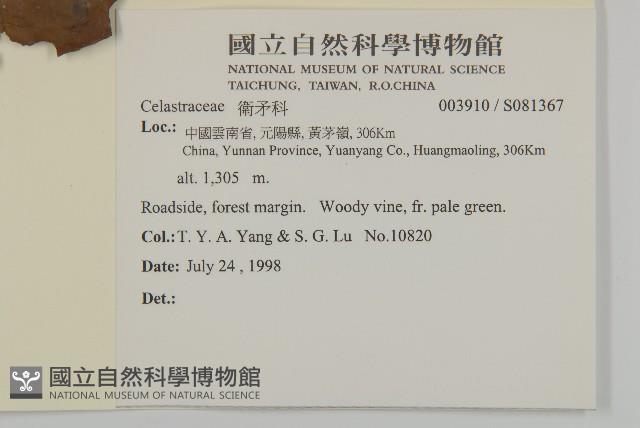 國立自然科學博物館
NATIONAL MUSEUM OF NATURAL SCIENCE
TAICHUNG, TAIWAN, R.O.CHINA
Celastraceae 衛矛科 003910 / S081367
Loc.: 中國雲南省, 元陽縣, 黃茅嶺, 306Km
China, Yunnan Province, Yuanyang Co., Huangmaoling, 306Km
alt. 1,305 m.
Roadside, forest margin. Woody vine, fr. pale green.
Col.: T. Y. A. Yang & S. G. Lu No.10820
Date: July 24 , 1998
Det.:
國立自然科學博物館
NATIONAL MUSEUM OF NATURAL SCIENCE